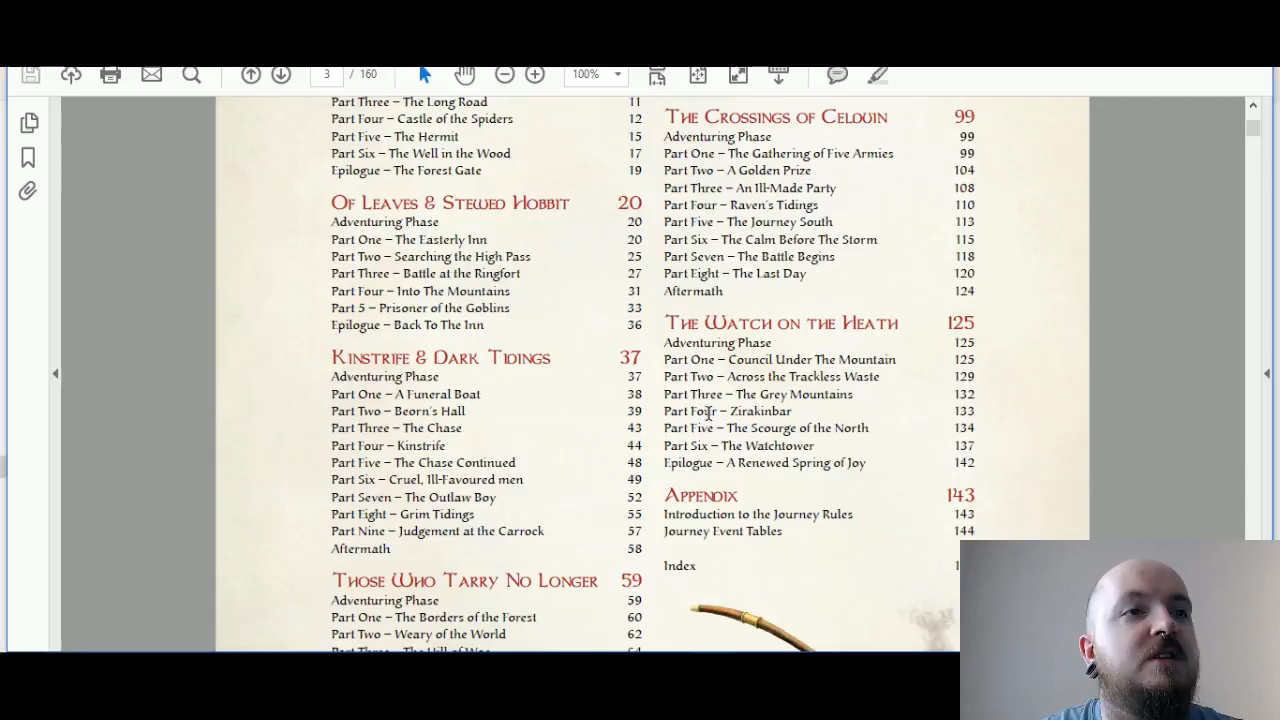 3 / 160
100%
Part Three – The Long Road 11
Part Four – Castle of the Spiders 12
Part Five – The Hermit 15
Part Six – The Well in the Wood 17
Epilogue – The Forest Gate 19
Of Leaves & Stewed Hobbit 20
Adventuring Phase 20
Part One – The Easterly Inn 20
Part Two – Searching the High Pass 25
Part Three – Battle at the Ringfort 27
Part Four – Into The Mountains 31
Part 5 – Prisoner of the Goblins 33
Epilogue – Back To The Inn 36
Kinstrife & Dark Tidings 37
Adventuring Phase 37
Part One – A Funeral Boat 38
Part Two – Beorn's Hall 39
Part Three – The Chase 43
Part Four – Kinstrife 44
Part Five – The Chase Continued 48
Part Six – Cruel, Ill-Favoured men 49
Part Seven – The Outlaw Boy 52
Part Eight – Grim Tidings 55
Part Nine – Judgement at the Carrock 57
Aftermath 58
Those Who Tarry No Longer 59
Adventuring Phase 59
Part One – The Borders of the Forest 60
Part Two – Weary of the World 62
The Crossings of Celduin 99
Adventuring Phase 99
Part One – The Gathering of Five Armies 99
Part Two – A Golden Prize 104
Part Three – An Ill-Made Party 108
Part Four – Raven's Tidings 110
Part Five – The Journey South 113
Part Six – The Calm Before The Storm 115
Part Seven – The Battle Begins 118
Part Eight – The Last Day 120
Aftermath 124
The Watch on the Heath 125
Adventuring Phase 125
Part One – Council Under The Mountain 125
Part Two – Across the Trackless Waste 129
Part Three – The Grey Mountains 132
Part Four – Zirakinbar 133
Part Five – The Scourge of the North 134
Part Six – The Watchtower 137
Epilogue – A Renewed Spring of Joy 142
Appendix 143
Introduction to the Journey Rules 143
Journey Event Tables 144
Index